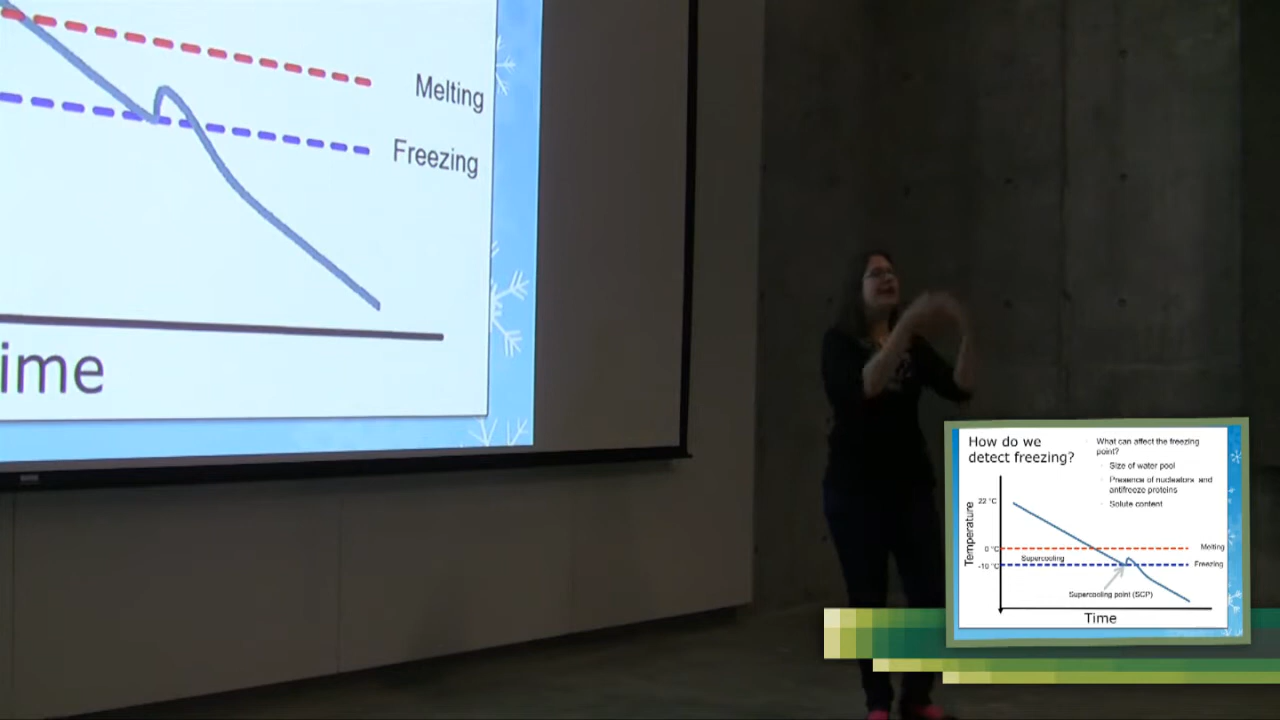 Melting
Freezing
ime
How do we
detect freezing?
What can affect the freezing
point?
Size of water pool
Presence of nucleators and
antifreeze proteins
Solute content
22 °C
Temperature
0 °C
Melting
Supercooling
-10 °C
Freezing
Supercooling point (SCP)
Time